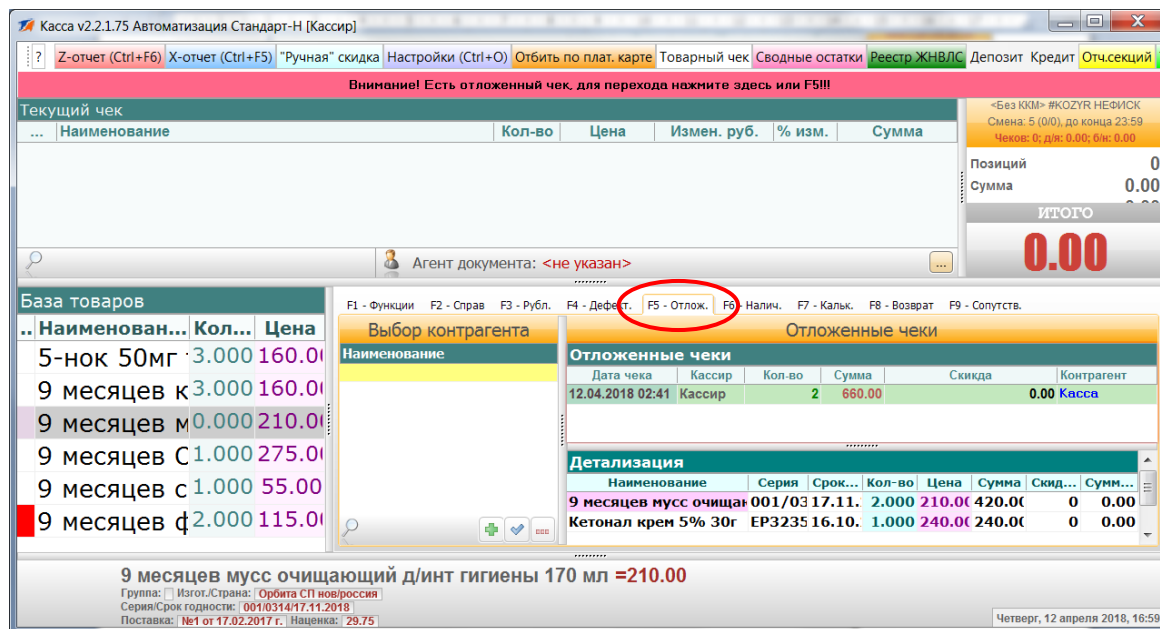 Касса v2.2.1.75 Автоматизация Стандарт-Н [Кассир]
? Z-отчет (Ctrl+F6) X-отчет (Ctrl+F5) "Ручная" скидка Настройки (Ctrl+O) Отбить по плат. карте Товарный чек Сводные остатки Реестр ЖНВЛС Депозит Кредит Отч.секций
Внимание! Есть отложенный чек, для перехода нажмите здесь или F5!!!
Текущий чек
... Наименование Кол-во Цена Измен. руб. % изм. Сумма
<Без ККМ> #KOZYR НЕФИСК
Смена: 5 (0/0), до конца 23:59
Чеков: 0; д/я: 0.00; б/н: 0.00
Позиций 0
Сумма 0.00
ИТОГО
0.00
Агент документа: <не указан> ...
База товаров
.. Наименован... Кол... Цена
5-нок 50мг 3.000 160.0
9 месяцев к 3.000 160.0
9 месяцев м 0.000 210.0
9 месяцев С 1.000 275.0
9 месяцев с 1.000 55.00
9 месяцев ф 2.000 115.0
F1 - Функции F2 - Справ F3 - Рубл. F4 - Дефект. F5 - Отлож. F6 - Налич. F7 - Кальк. F8 - Возврат F9 - Сопутств.
Выбор контрагента
Наименование
Отложенные чеки
Отложенные чеки
Дата чека Кассир Кол-во Сумма Скикда Контрагент
12.04.2018 02:41 Кассир 2 660.00 0.00 Касса
Детализация
Наименование Серия Срок... Кол-во Цена Сумма Скид... Сумм...
9 месяцев мусс очищаю 001/03 17.11. 2.000 210.0 420.0 0 0.00
Кетонал крем 5% 30г EP3235 16.10. 1.000 240.0 240.0 0 0.00
9 месяцев мусс очищающий д/инт гигиены 170 мл =210.00
Группа: Изгот./Страна: Орбита СП нов/россия
Серия/Срок годности: 001/0314/17.11.2018
Поставка: №1 от 17.02.2017 г. Наценка: 29.75
Четверг, 12 апреля 2018, 16:59